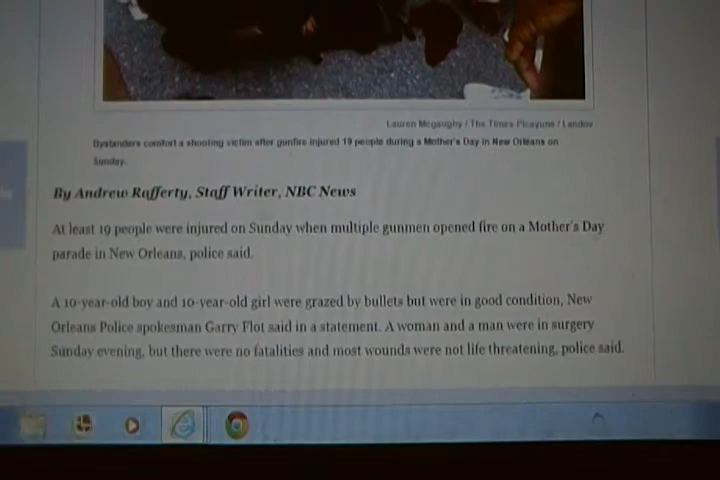 Lauren Mcgaughy / The Times-Picayune / Landov
Bystanders comfort a shooting victim after gunfire injured 19 people during a Mother's Day in New Orleans on
Sunday.
By Andrew Rafferty, Staff Writer, NBC News
At least 19 people were injured on Sunday when multiple gunmen opened fire on a Mother's Day
parade in New Orleans, police said.
A 10-year-old boy and 10-year-old girl were grazed by bullets but were in good condition, New
Orleans Police spokesman Garry Flot said in a statement. A woman and a man were in surgery
Sunday evening, but there were no fatalities and most wounds were not life threatening, police said.